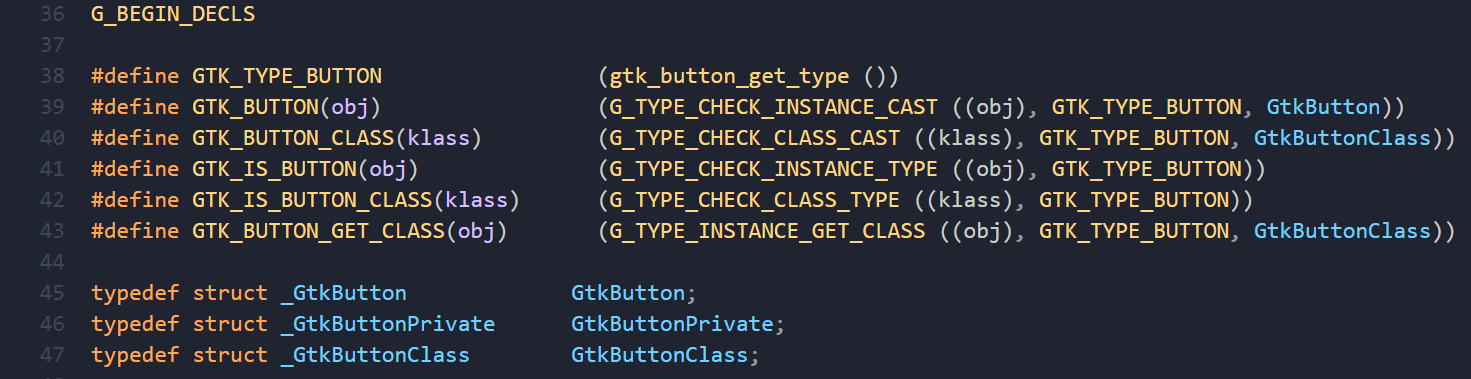 36 G_BEGIN_DECLS
37
38 #define GTK_TYPE_BUTTON (gtk_button_get_type ())
39 #define GTK_BUTTON(obj) (G_TYPE_CHECK_INSTANCE_CAST ((obj), GTK_TYPE_BUTTON, GtkButton))
40 #define GTK_BUTTON_CLASS(klass) (G_TYPE_CHECK_CLASS_CAST ((klass), GTK_TYPE_BUTTON, GtkButtonClass))
41 #define GTK_IS_BUTTON(obj) (G_TYPE_CHECK_INSTANCE_TYPE ((obj), GTK_TYPE_BUTTON))
42 #define GTK_IS_BUTTON_CLASS(klass) (G_TYPE_CHECK_CLASS_TYPE ((klass), GTK_TYPE_BUTTON))
43 #define GTK_BUTTON_GET_CLASS(obj) (G_TYPE_INSTANCE_GET_CLASS ((obj), GTK_TYPE_BUTTON, GtkButtonClass))
44
45 typedef struct _GtkButton GtkButton;
46 typedef struct _GtkButtonPrivate GtkButtonPrivate;
47 typedef struct _GtkButtonClass GtkButtonClass;